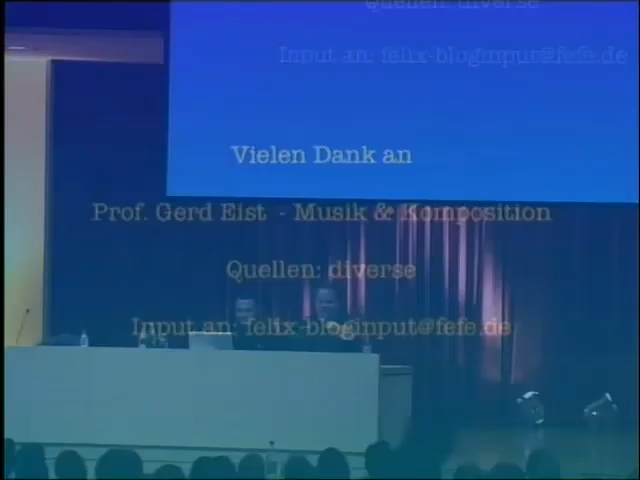 Quellen: diverse
Input an: felix-bloginput@fefe.de
Vielen Dank an
Prof. Gerd Eist - Musik & Komposition
Quellen: diverse
Input an: felix-bloginput@fefe.de